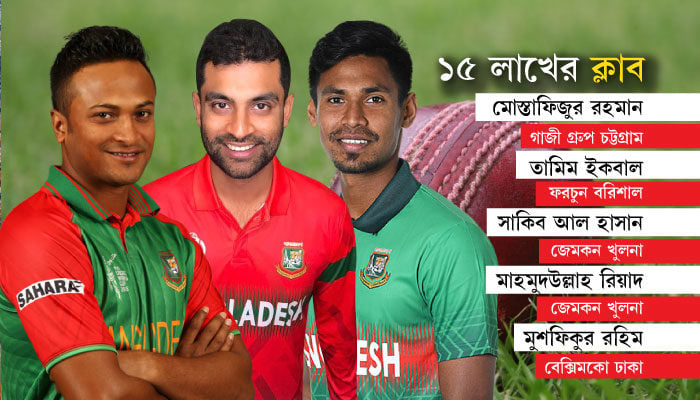 ১৫ লাখের ক্লাব
মোস্তাফিজুর রহমান
গাজী গ্রুপ চট্টগ্রাম
তামিম ইকবাল
ফরচুন বরিশাল
সাকিব আল হাসান
জেমকন খুলনা
মাহমুদউল্লাহ রিয়াদ
জেমকন খুলনা
মুশফিকুর রহিম
বেক্সিমকো ঢাকা
SAHARA
LADESH
DESH